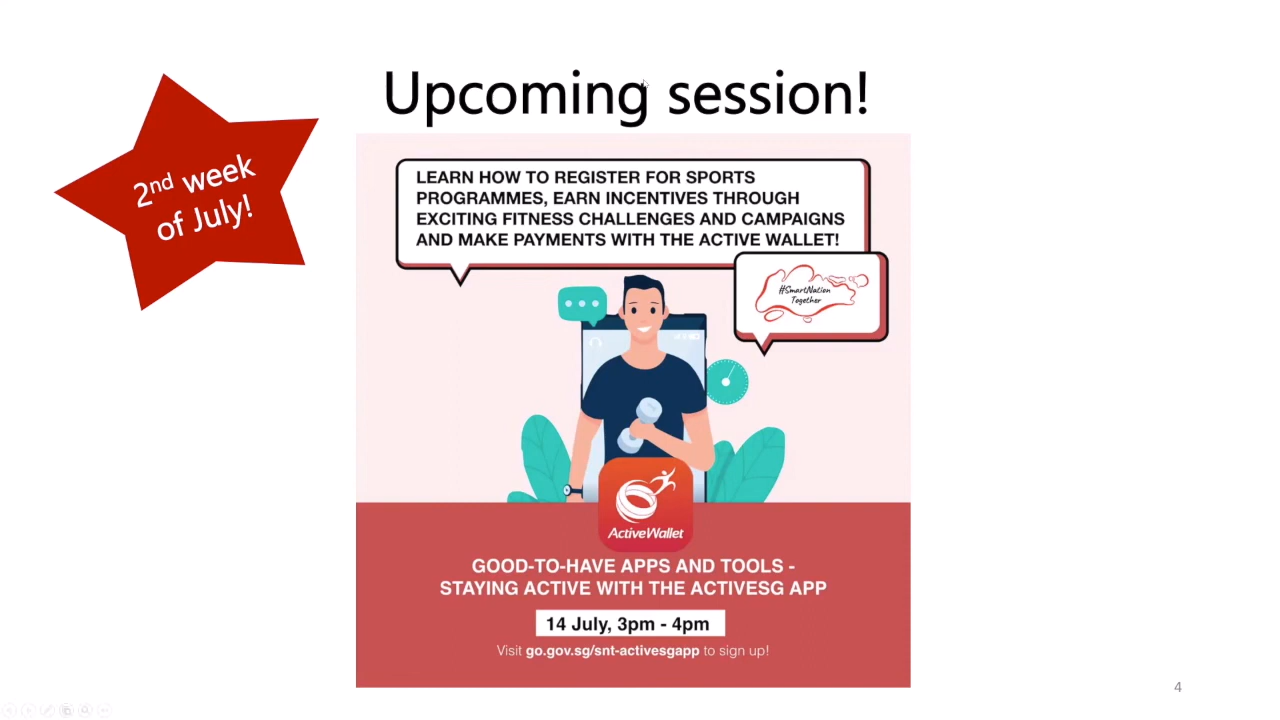 Upcoming session!
2nd week
of July!
LEARN HOW TO REGISTER FOR SPORTS
PROGRAMMES, EARN INCENTIVES THROUGH
EXCITING FITNESS CHALLENGES AND CAMPAIGNS
AND MAKE PAYMENTS WITH THE ACTIVE WALLET!
#SmartNation
Together
ActiveWallet
GOOD-TO-HAVE APPS AND TOOLS -
STAYING ACTIVE WITH THE ACTIVESG APP
14 July, 3pm - 4pm
Visit go.gov.sg/snt-activesgapp to sign up!
4